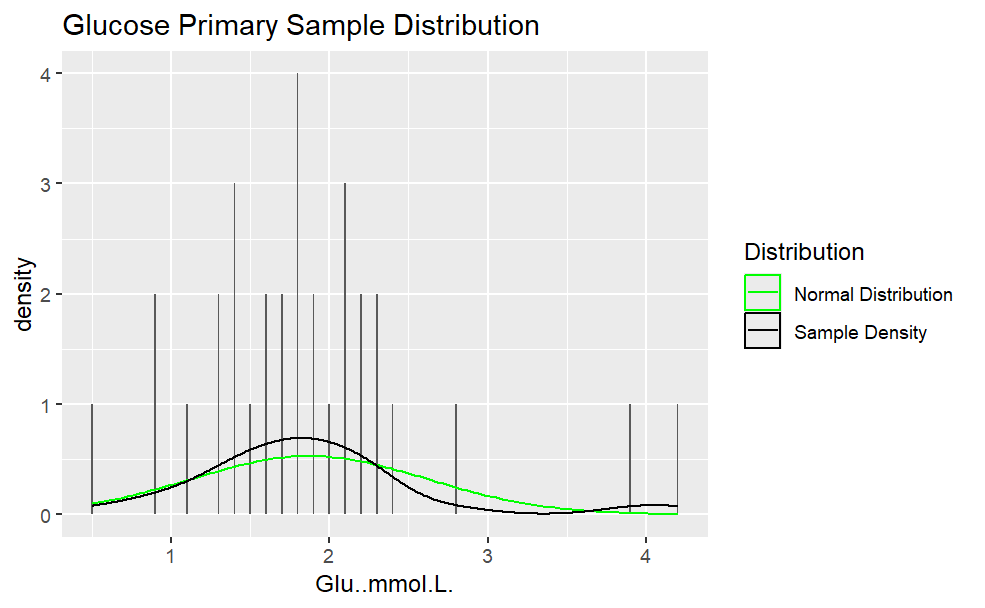 Glucose Primary Sample Distribution
density
4
3
2
1
0
1 2 3 4
Glu..mmol.L.
Distribution
Normal Distribution
Sample Density